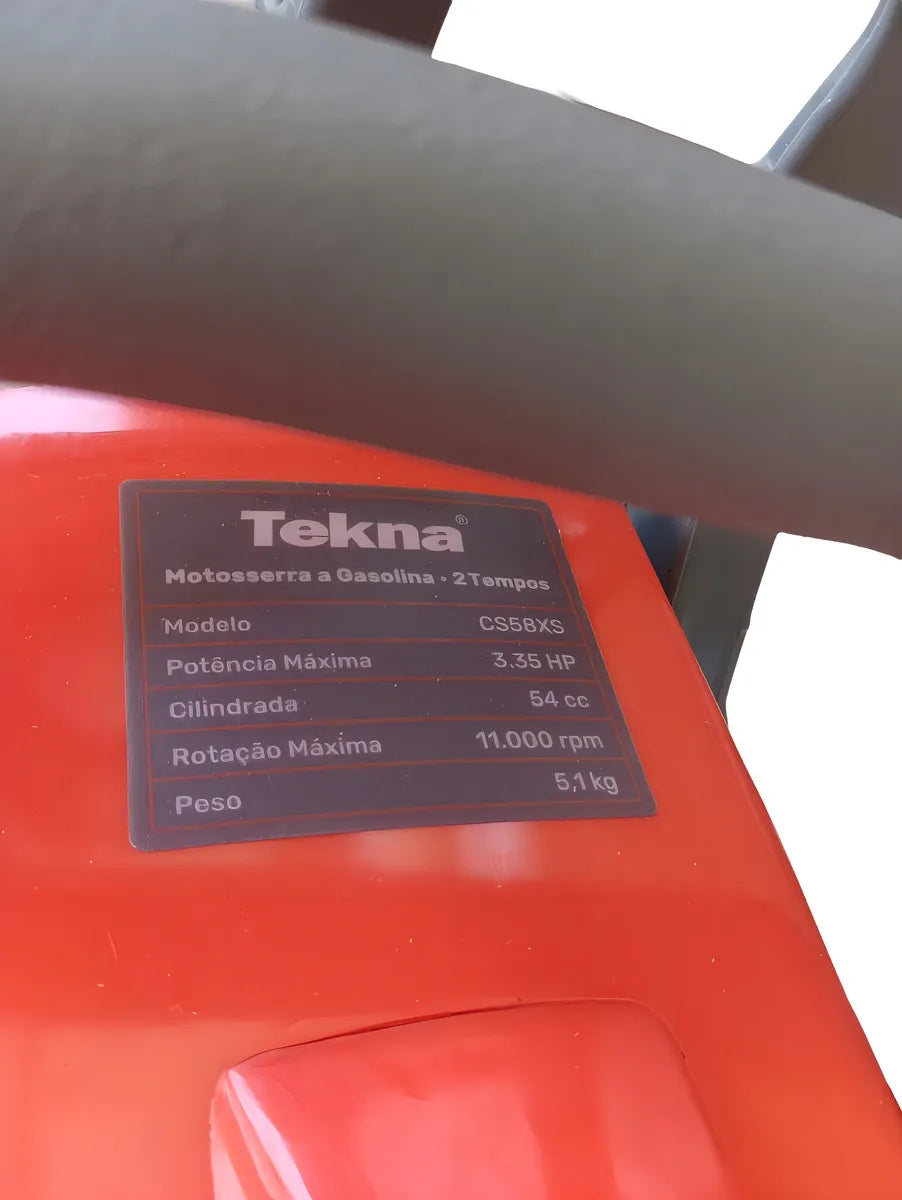 Tekna®
Motosserra a Gasolina • 2 Tempos
Modelo CS58XS
Potência Máxima 3.35 HP
Cilindrada 54 cc
Rotação Máxima 11.000 rpm
Peso 5,1 kg